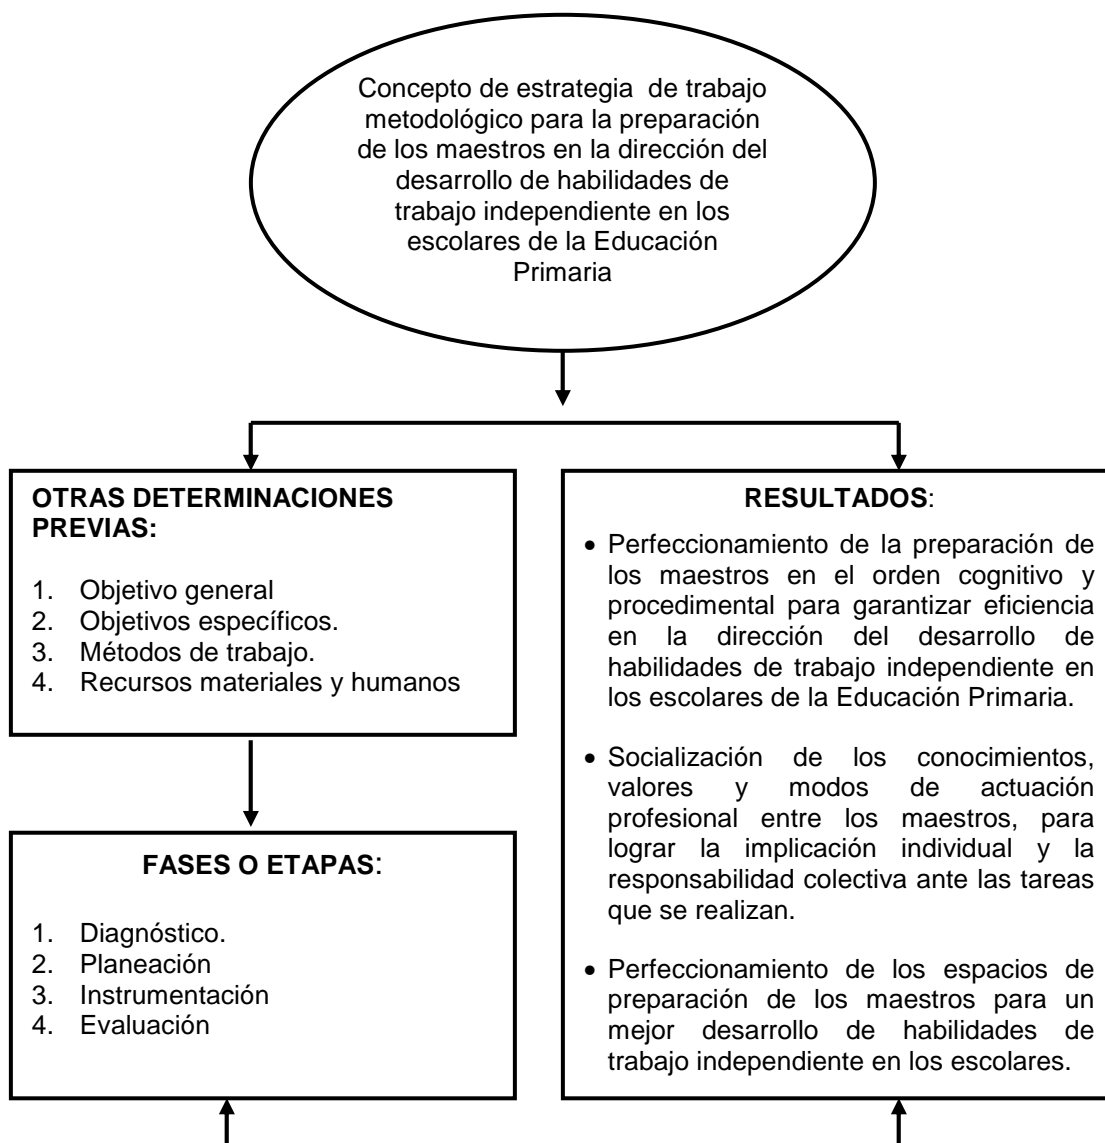 Concepto de estrategia de trabajo
metodológico para la preparación
de los maestros en la dirección del
desarrollo de habilidades de
trabajo independiente en los
escolares de la Educación
Primaria
OTRAS DETERMINACIONES
PREVIAS:
1. Objetivo general
2. Objetivos específicos.
3. Métodos de trabajo.
4. Recursos materiales y humanos
FASES O ETAPAS:
1. Diagnóstico.
2. Planeación
3. Instrumentación
4. Evaluación
RESULTADOS:
• Perfeccionamiento de la preparación de
los maestros en el orden cognitivo y
procedimental para garantizar eficiencia
en la dirección del desarrollo de
habilidades de trabajo independiente en
los escolares de la Educación Primaria.
• Socialización de los conocimientos,
valores y modos de actuación
profesional entre los maestros, para
lograr la implicación individual y la
responsabilidad colectiva ante las tareas
que se realizan.
• Perfeccionamiento de los espacios de
preparación de los maestros para un
mejor desarrollo de habilidades de
trabajo independiente en los escolares.